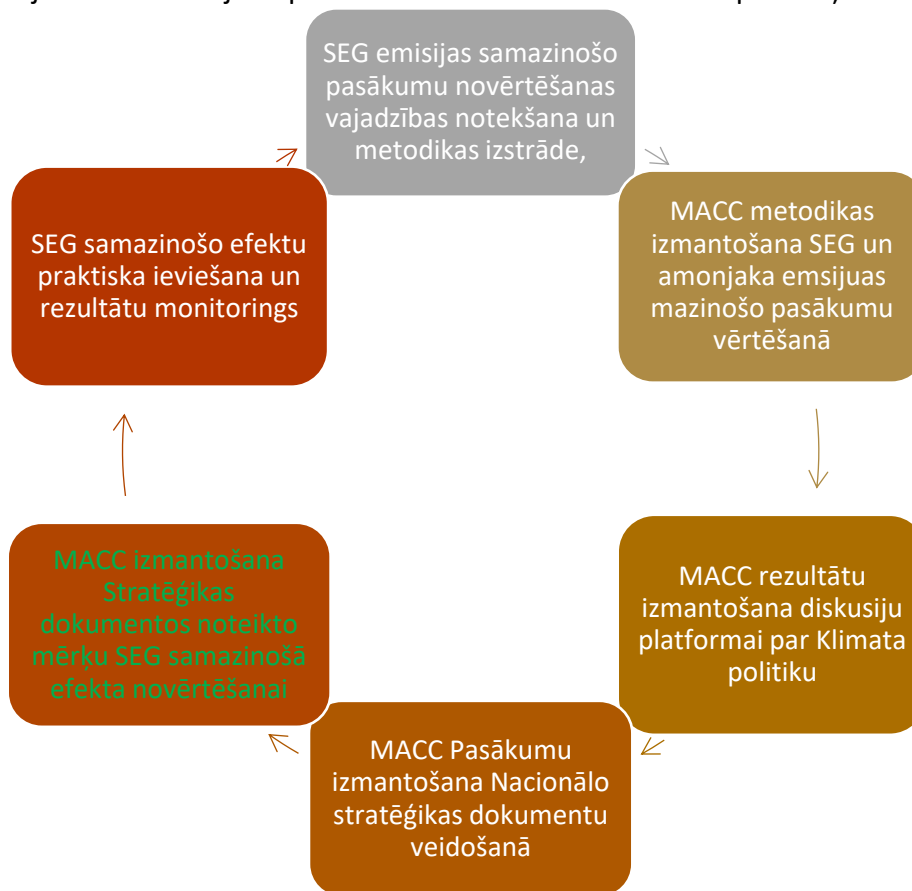 SEG emisijas samazinošo
pasākumu novērtēšanas
vajadzības notekšana un
metodikas izstrāde,
MACC metodikas
izmantošana SEG un
amonjaka emsijuas
mazinošo pasākumu
vērtēšanā
MACC rezultātu
izmantošana diskusiju
platformai par Klimata
politiku
MACC Pasākumu
izmantošana Nacionālo
stratēģikas dokumentu
veidošanā
MACC izmantošana
Stratēģikas
dokumentos noteikto
mērķu SEG samazinošā
efekta novērtēšanai
SEG samazinošo efektu
praktiska ieviešana un
rezultātu monitorings